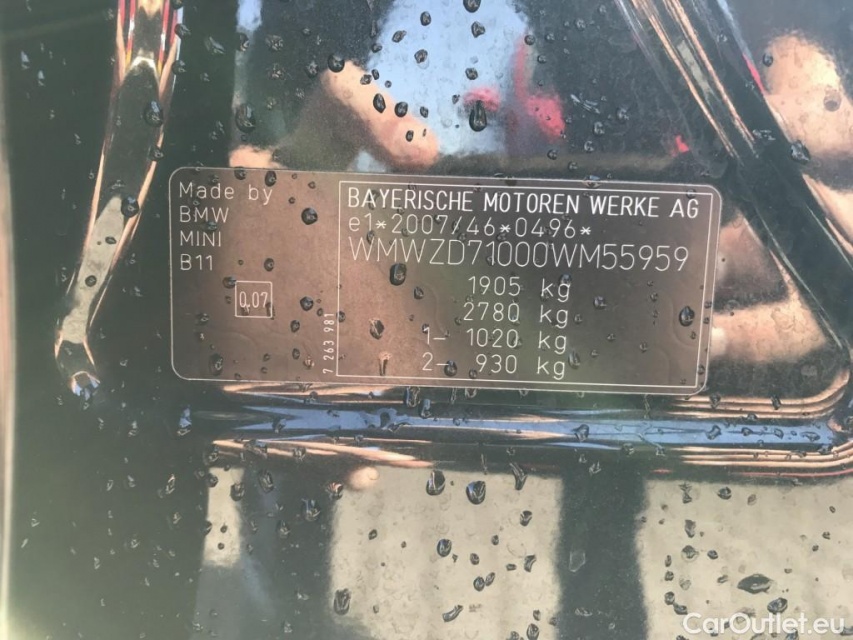 Made by
BMW
MINI
B11
0,07
7 263 981
BAYERISCHE MOTOREN WERKE AG
e1*2007/46*0496*
WMWZD71000WM55959
1905 kg
2780 kg
1- 1020 kg
2- 930 kg
CarOutlet.eu